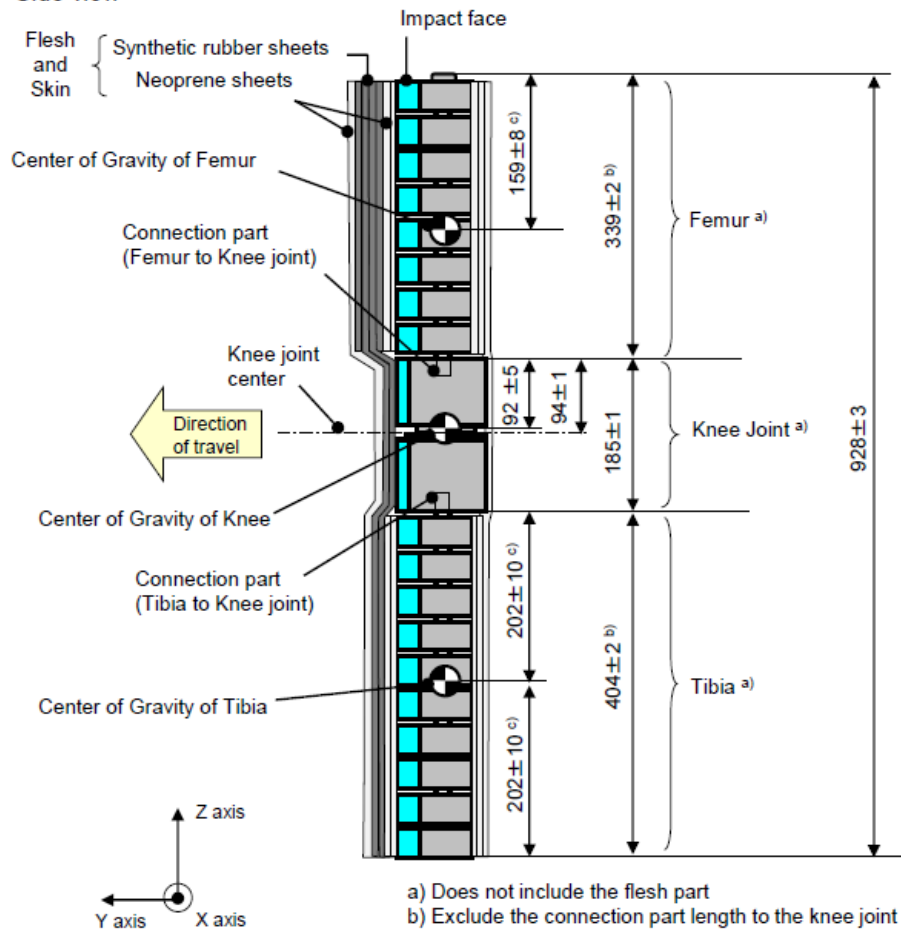 Impact face
Flesh
and
Skin
Synthetic rubber sheets
Neoprene sheets
Center of Gravity of Femur
159±8 c)
339±2 b)
Femur a)
Connection part
(Femur to Knee joint)
Knee joint
center
92 ±5
94±1
185±1
Knee Joint a)
928±3
Direction
of travel
Center of Gravity of Knee
Connection part
(Tibia to Knee joint)
202±10 c)
404±2 b)
Tibia a)
Center of Gravity of Tibia
202±10 c)
Z axis
Y axis
X axis
a) Does not include the flesh part
b) Exclude the connection part length to the knee joint